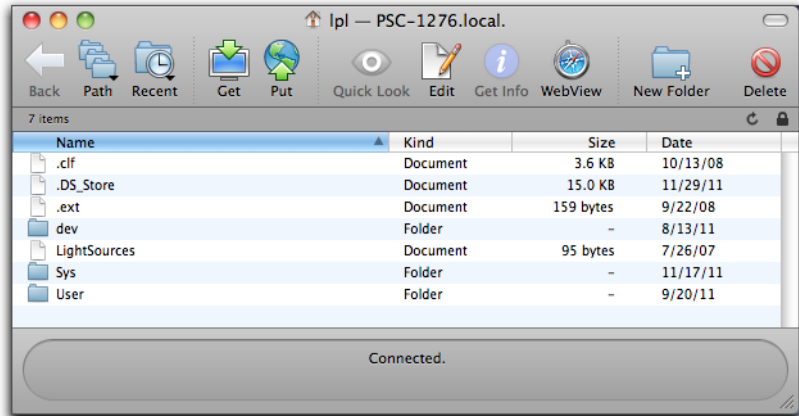 lpl — PSC-1276.local.
Back Path Recent Get Put Quick Look Edit Get Info WebView New Folder Delete
7 items
Name Kind Size Date
.clf Document 3.6 KB 10/13/08
.DS_Store Document 15.0 KB 11/29/11
.ext Document 159 bytes 9/22/08
dev Folder – 8/13/11
LightSources Document 95 bytes 7/26/07
Sys Folder – 11/17/11
User Folder – 9/20/11
Connected.